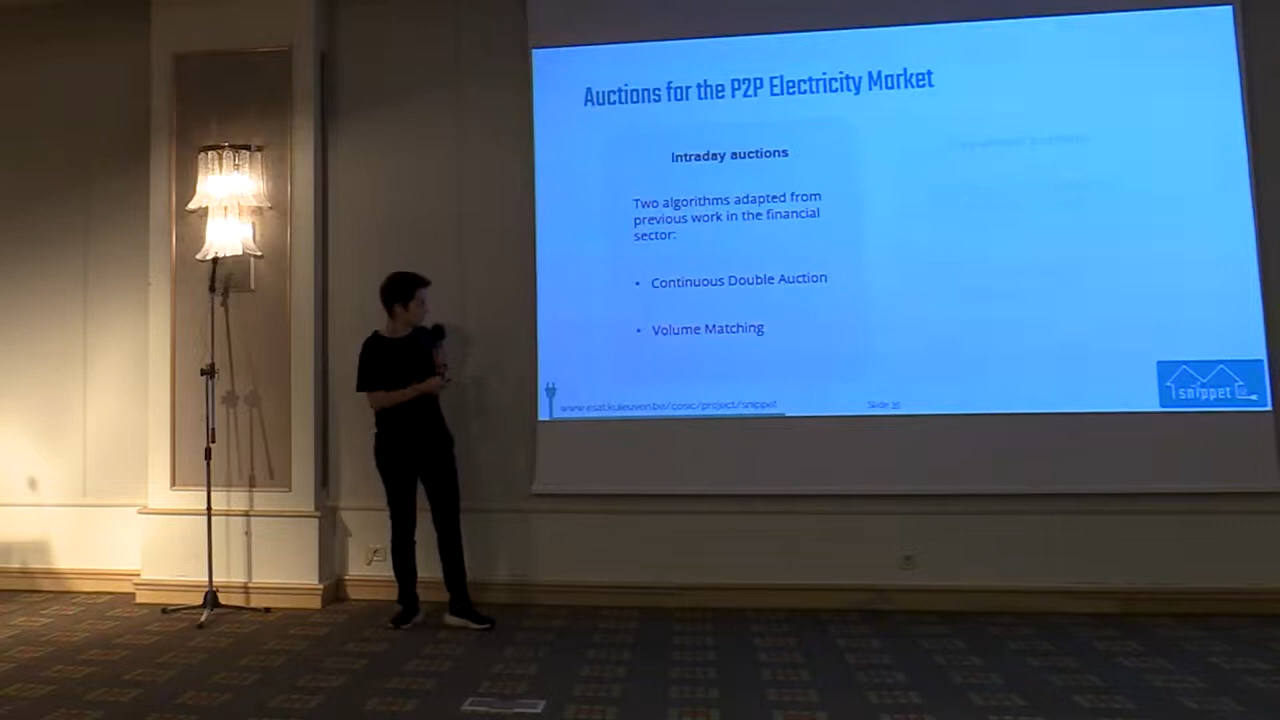 Auctions for the P2P Electricity Market
Intraday auctions
Two algorithms adapted from
previous work in the financial
sector:
• Continuous Double Auction
• Volume Matching
www.esat.kuleuven.be/cosic/project/snippet
Slide
snippet